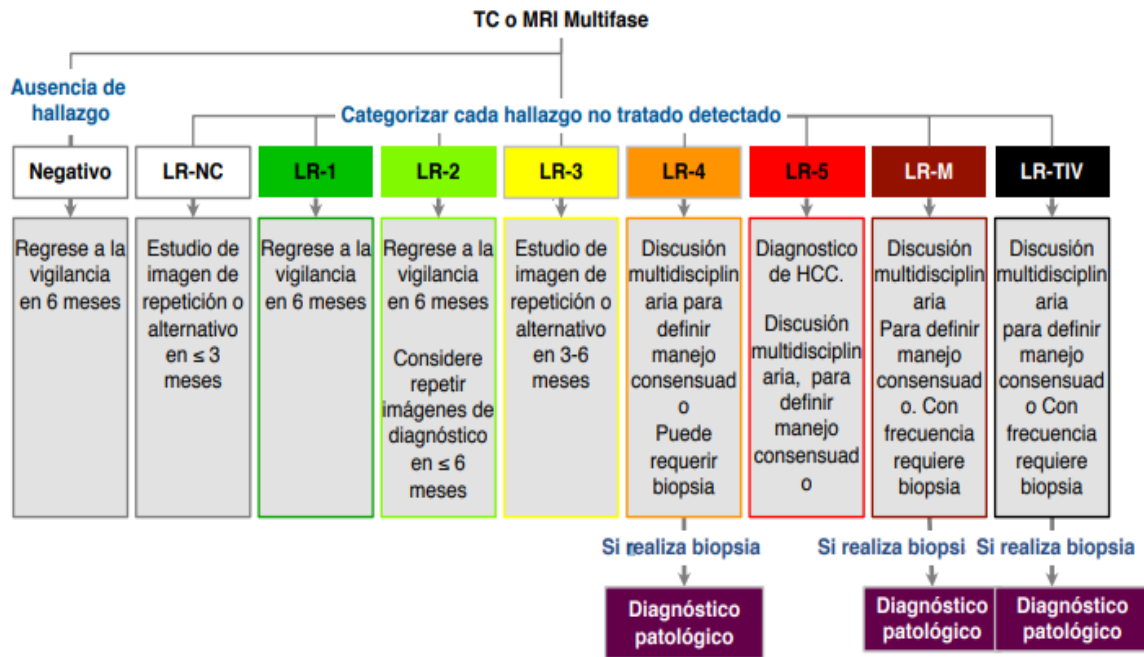 TC o MRI Multifase
Ausencia de
hallazgo
Categorizar cada hallazgo no tratado detectado
Negativo
LR-NC
LR-1
LR-2
LR-3
LR-4
LR-5
LR-M
LR-TIV
Regrese a la
vigilancia
en 6 meses
Estudio de
imagen de
repetición o
alternativo
en ≤ 3
meses
Regrese a la
vigilancia
en 6 meses
Regrese a la
vigilancia
en 6 meses
Considere
repetir
imágenes de
diagnóstico
en ≤ 6
meses
Estudio de
imagen de
repetición o
alternativo
en 3-6
meses
Discusión
multidisciplin
aria para
definir
manejo
consensuad
o
Puede
requerir
biopsia
Diagnostico
de HCC.
Discusión
multidisciplin
aria, para
definir
manejo
consensuad
o
Discusión
multidisciplin
aria
Para definir
manejo
consensuad
o. Con
frecuencia
requiere
biopsia
Discusión
multidisciplin
aria
para definir
manejo
consensuad
o Con
frecuencia
requiere
biopsia
Si realiza biopsia
Si realiza biopsi
Si realiza biopsia
Diagnóstico
patológico
Diagnóstico
patológico
Diagnóstico
patológico